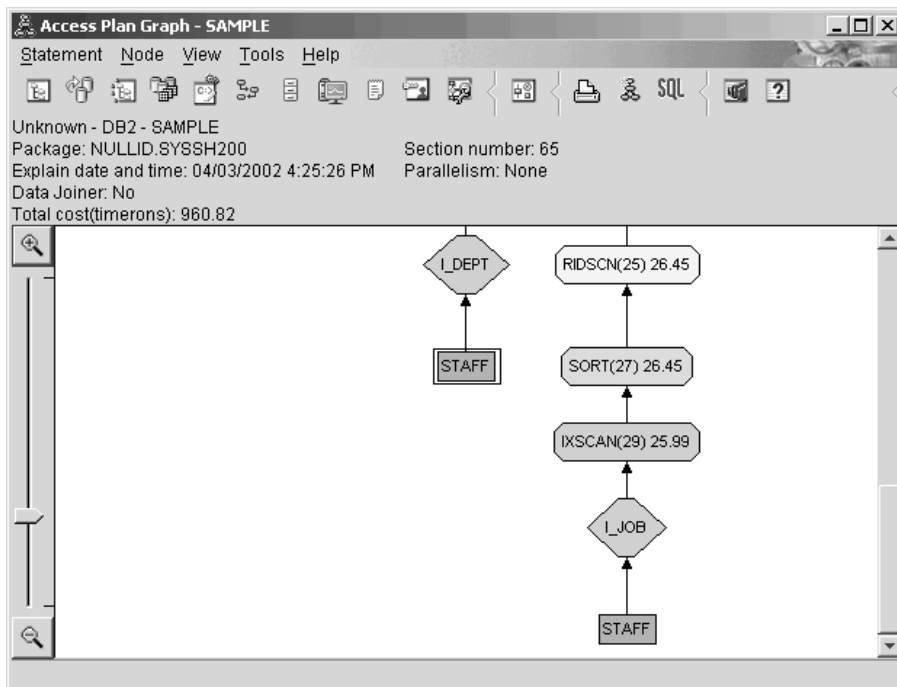 Access Plan Graph - SAMPLE
Statement Node View Tools Help
SQL ?
Unknown - DB2 - SAMPLE
Package: NULLID.SYSSH200 Section number: 65
Explain date and time: 04/03/2002 4:25:26 PM Parallelism: None
Data Joiner: No
Total cost(timerons): 960.82
I_DEPT RIDSCN(25) 26.45
STAFF SORT(27) 26.45
IXSCAN(29) 25.99
I_JOB
STAFF